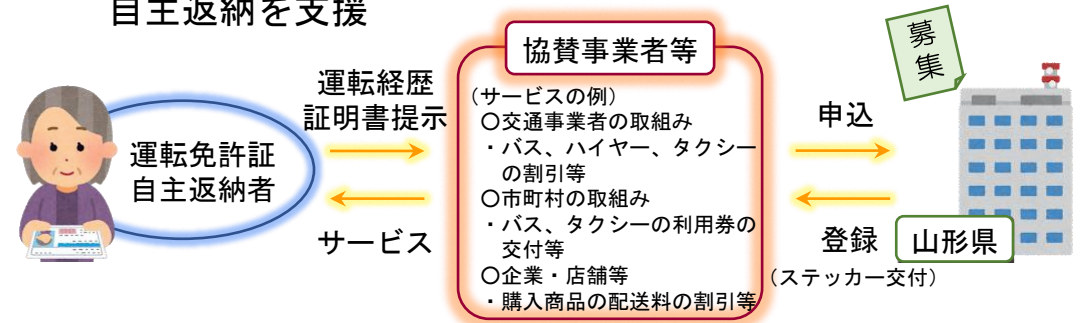 自主返納を支援
協賛事業者等
募
集
運転経歴
証明書提示
運転免許証
自主返納者
サービス
(サービスの例)
〇交通事業者の取組み
・バス、ハイヤー、タクシー
の割引等
〇市町村の取組み
・バス、タクシーの利用券の
交付等
〇企業・店舗等
・購入商品の配送料の割引等
申込
登録
山形県
(ステッカー交付)